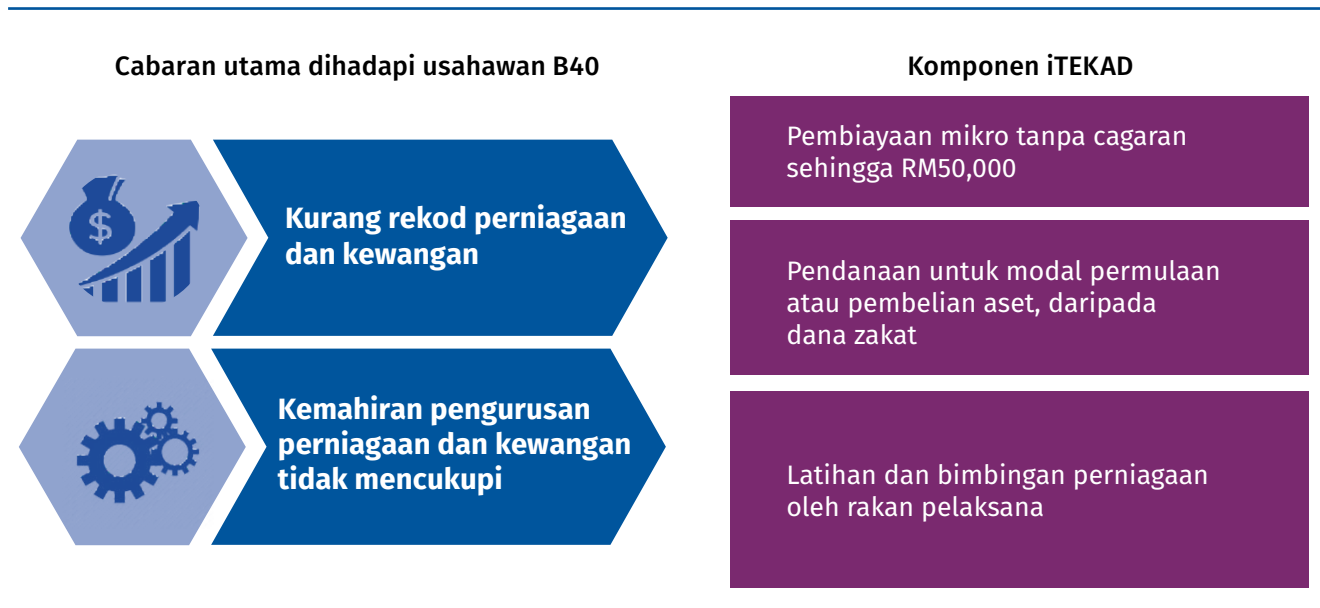 Cabaran utama dihadapi usahawan B40
$
Kurang rekod perniagaan
dan kewangan
Kemahiran pengurusan
perniagaan dan kewangan
tidak mencukupi
Komponen iTEKAD
Pembiayaan mikro tanpa cagaran
sehingga RM50,000
Pendanaan untuk modal permulaan
atau pembelian aset, daripada
dana zakat
Latihan dan bimbingan perniagaan
oleh rakan pelaksana